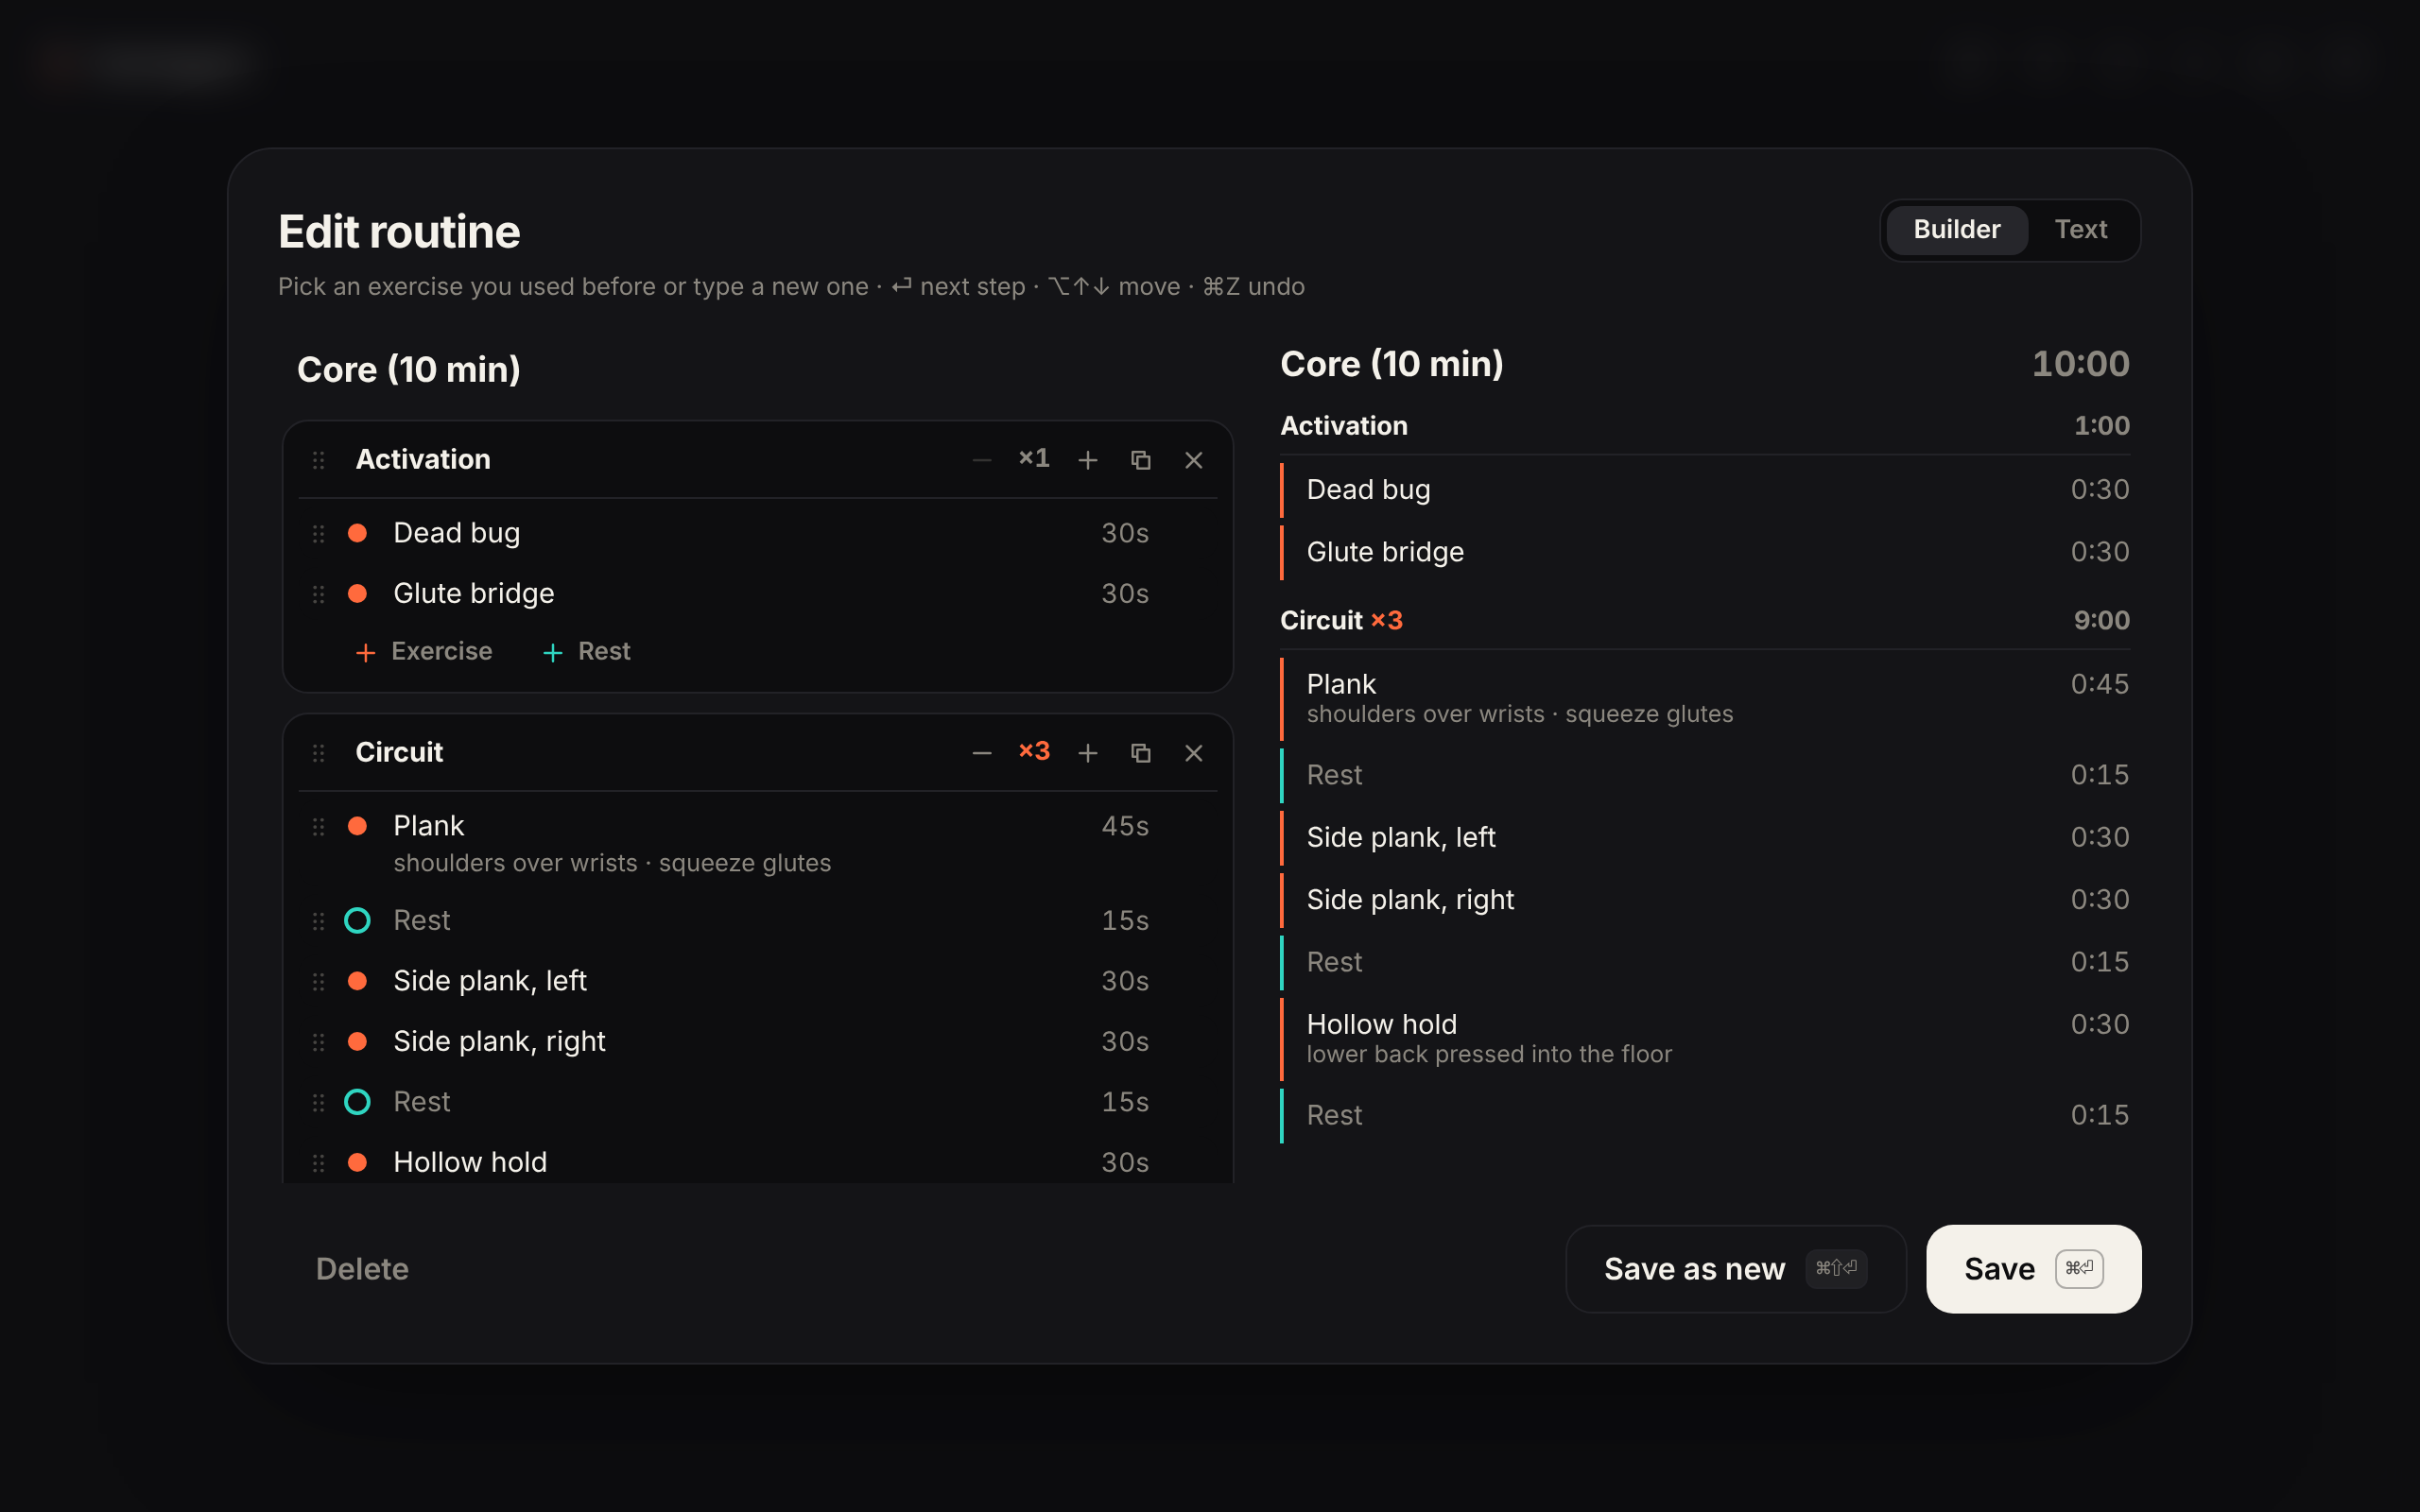 Edit routine
Builder
Text
Pick an exercise you used before or type a new one · ⏎ next step · ⌥↑↓ move · ⌘Z undo
Core (10 min)
Activation
×1
Dead bug
30s
Glute bridge
30s
+ Exercise
+ Rest
Circuit
×3
Plank
45s
shoulders over wrists · squeeze glutes
Rest
15s
Side plank, left
30s
Side plank, right
30s
Rest
15s
Hollow hold
30s
Core (10 min)
10:00
Activation
1:00
Dead bug
0:30
Glute bridge
0:30
Circuit ×3
9:00
Plank
0:45
shoulders over wrists · squeeze glutes
Rest
0:15
Side plank, left
0:30
Side plank, right
0:30
Rest
0:15
Hollow hold
0:30
lower back pressed into the floor
Rest
0:15
Delete
Save as new ⌘⇧⏎
Save ⌘⏎